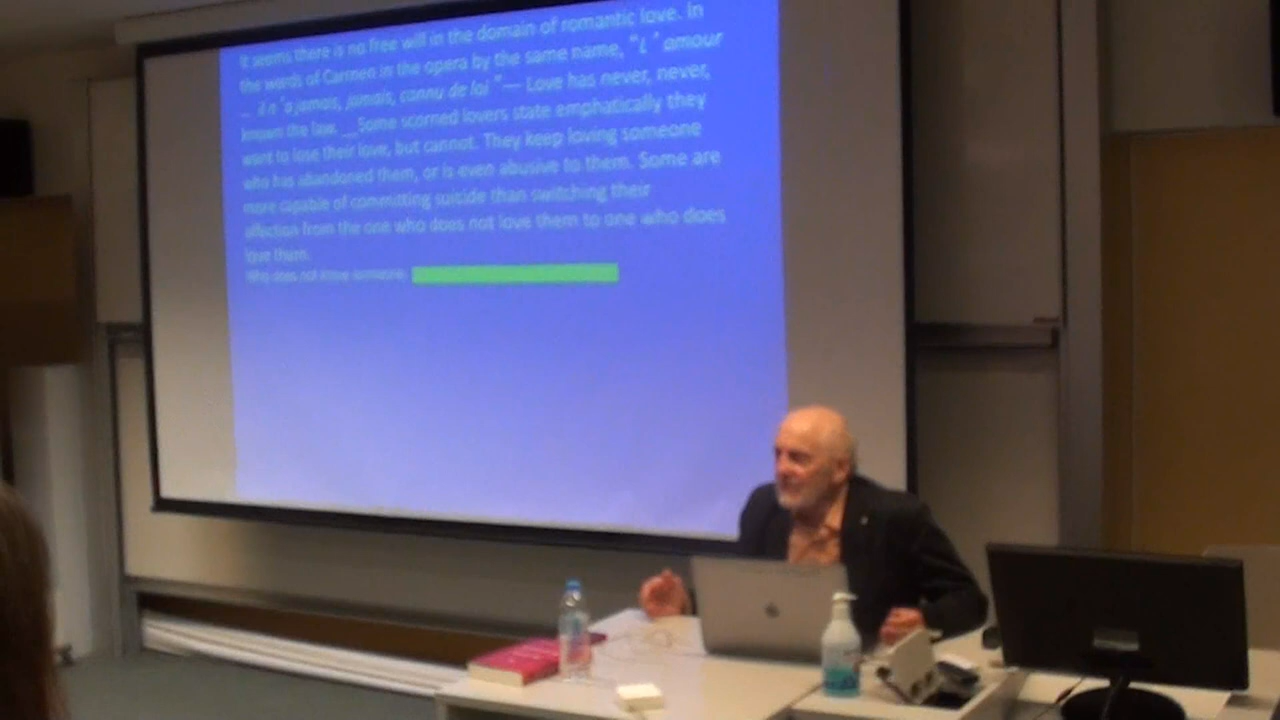 It seems there is no free will in the domain of romantic love. In
the words of Carmen in the opera by the same name, "L 'amour
_ il n 'a jamais, jamais, connu de loi "— Love has never, never,
known the law. __Some scorned lovers state emphatically they
want to lose their love, but cannot. They keep loving someone
who has abandoned them, or is even abusive to them. Some are
more capable of committing suicide than switching their
affection from the one who does not love them to one who does
love them.
Who does not know someone